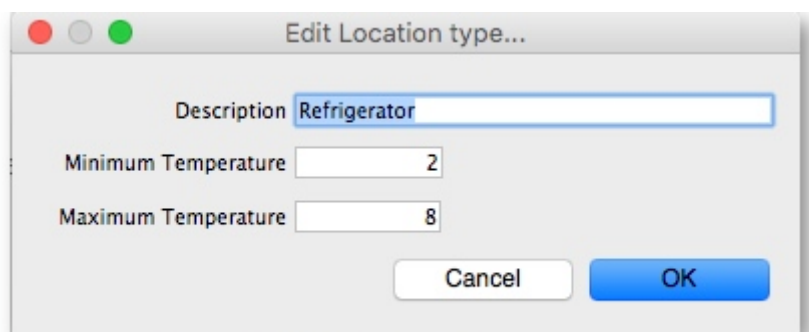 Edit Location type...
Description Refrigerator
Minimum Temperature 2
Maximum Temperature 8
Cancel OK